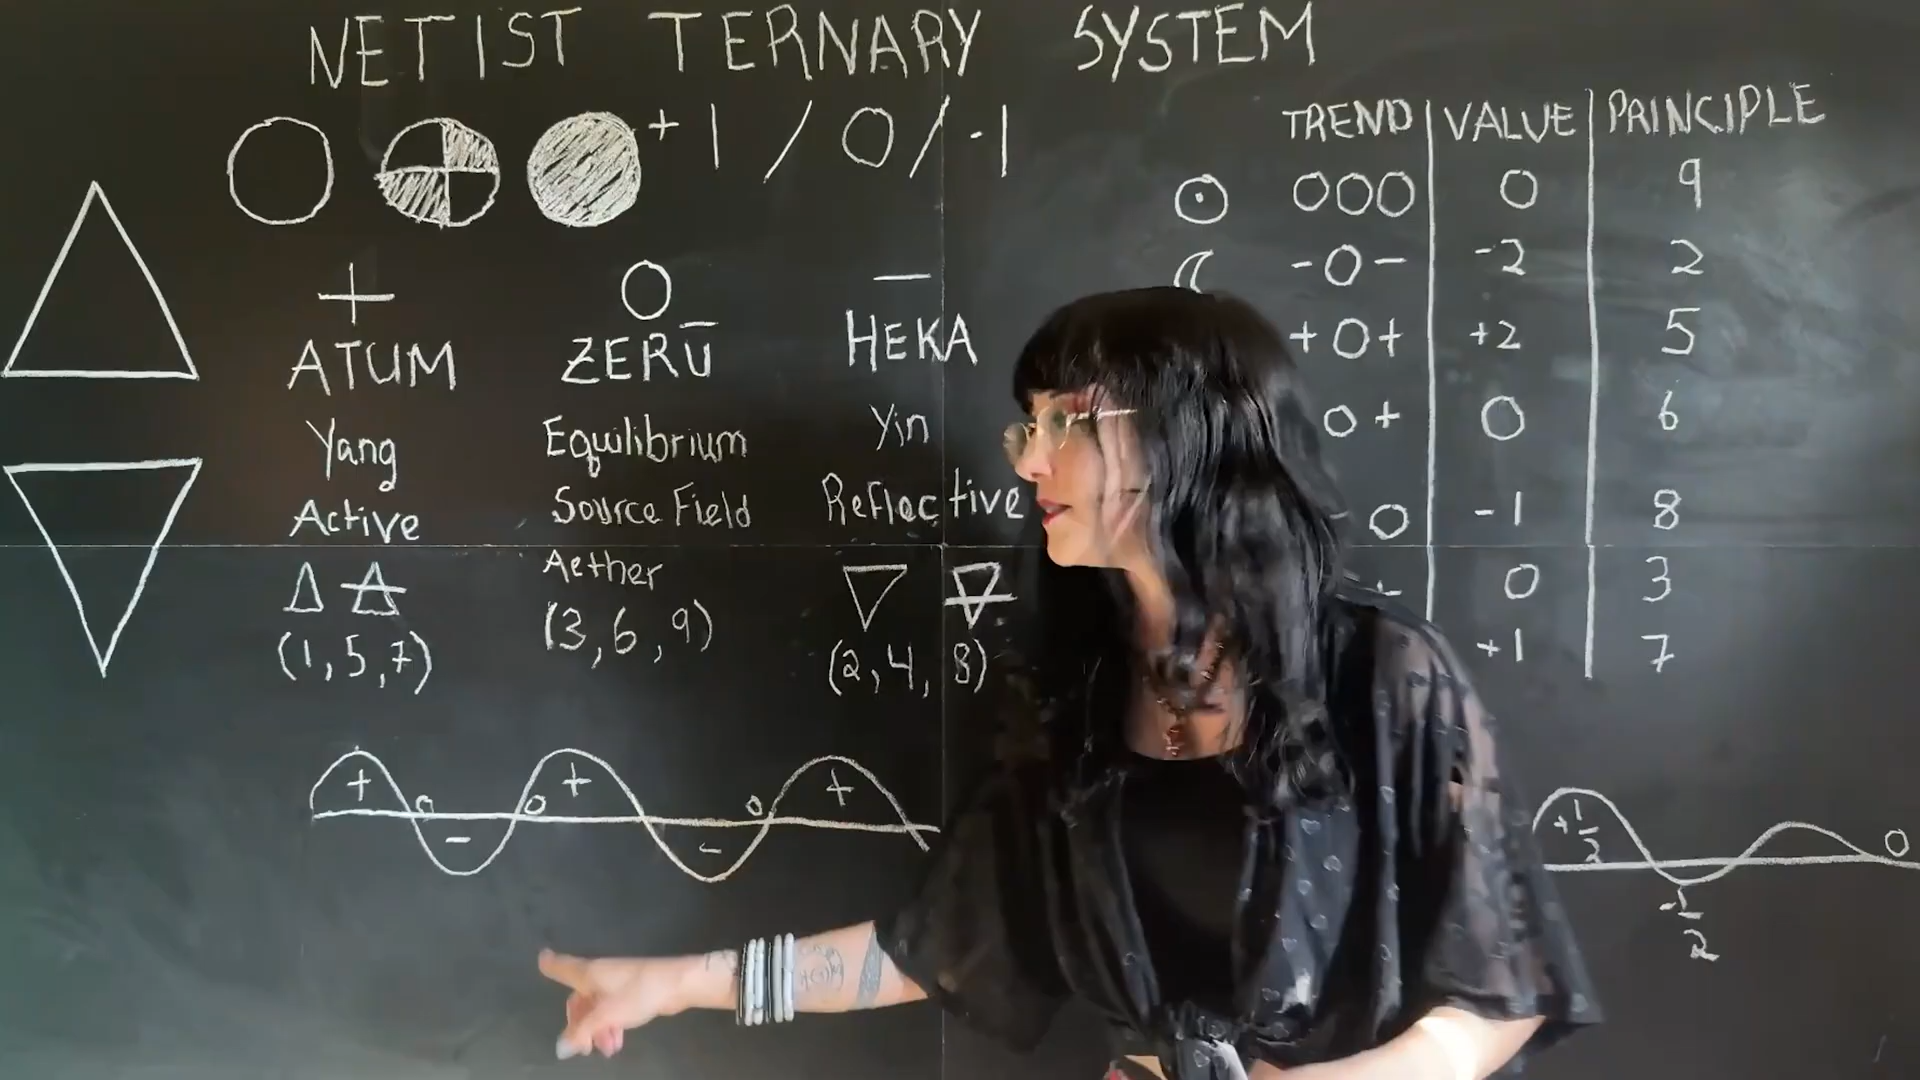 NETIST TERNARY SYSTEM
+1 / 0 / -1
+ 0 −
ATUM ZERŪ HEKA
Yang Equilibrium Yin
Active Source Field Reflective
Aether
(1,5,7) (3,6,9) (2,4,8)
+ 0 − 0 + − 0 +
TREND | VALUE | PRINCIPLE
000 | 0 | 9
-0- | -2 | 2
+0+ | +2 | 5
0+ | 0 | 6
0 | -1 | 8
0 | 3
+1 | 7
+1/2
-1/2
0